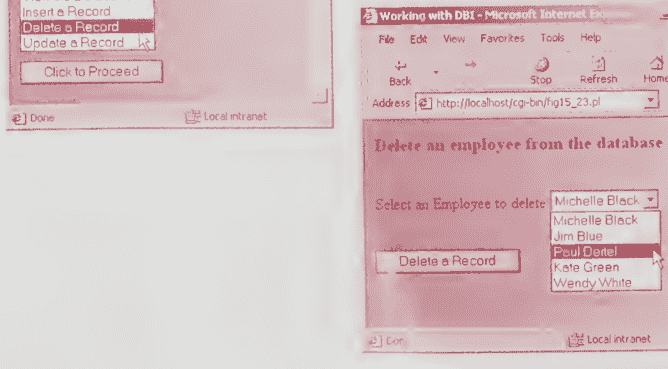 Insert a Record
Delete a Record
Update a Record
Click to Proceed
Done
Local intranet
Working with DBI - Microsoft Internet Ex
File Edit View Favorites Tools Help
Back Stop Refresh Home
Address http://localhost/cgi-bin/fig15_23.pl
Delete an employee from the database
Select an Employee to delete Michelle Black
Michelle Black
Jim Blue
Paul Deitel
Kate Green
Wendy White
Delete a Record
Local intranet